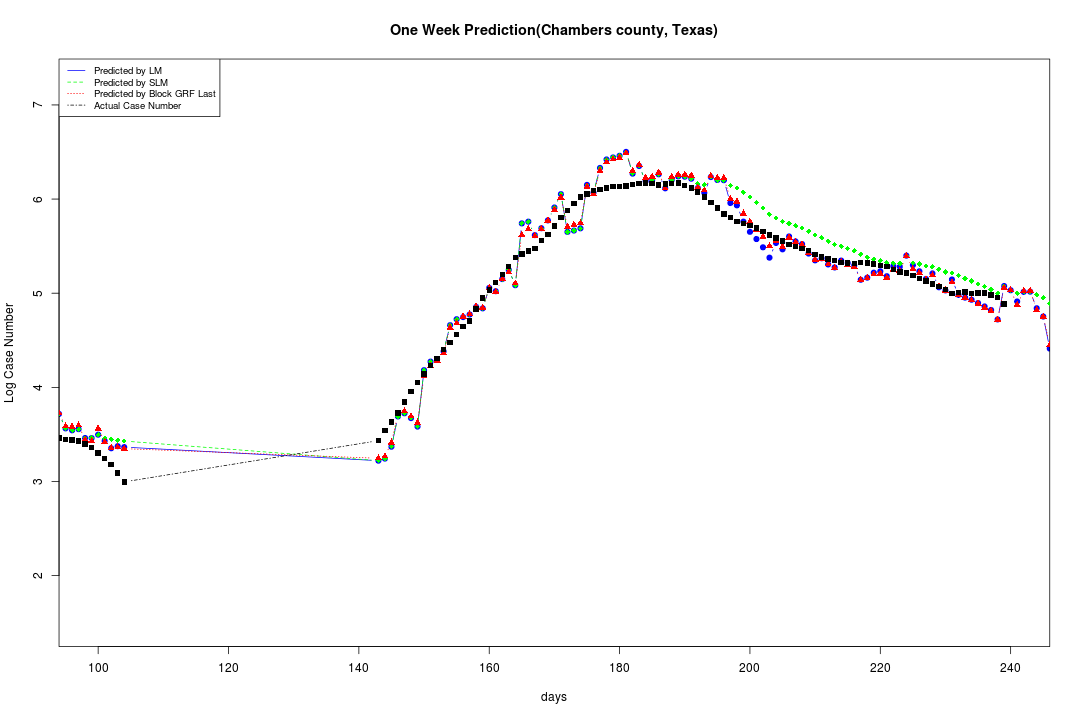 One Week Prediction(Chambers county, Texas)
Predicted by LM
Predicted by SLM
Predicted by Block GRF Last
Actual Case Number
Log Case Number
7
6
5
4
3
2
100 120 140 160 180 200 220 240
days